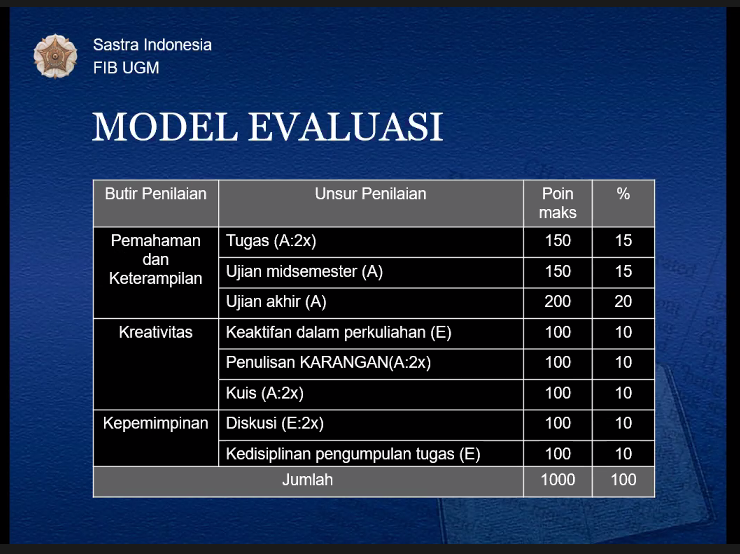 Sastra Indonesia
FIB UGM
MODEL EVALUASI
Butir Penilaian Unsur Penilaian Poin maks %
Pemahaman dan Keterampilan Tugas (A:2x) 150 15
Ujian midsemester (A) 150 15
Ujian akhir (A) 200 20
Kreativitas Keaktifan dalam perkuliahan (E) 100 10
Penulisan KARANGAN(A:2x) 100 10
Kuis (A:2x) 100 10
Kepemimpinan Diskusi (E:2x) 100 10
Kedisiplinan pengumpulan tugas (E) 100 10
Jumlah 1000 100